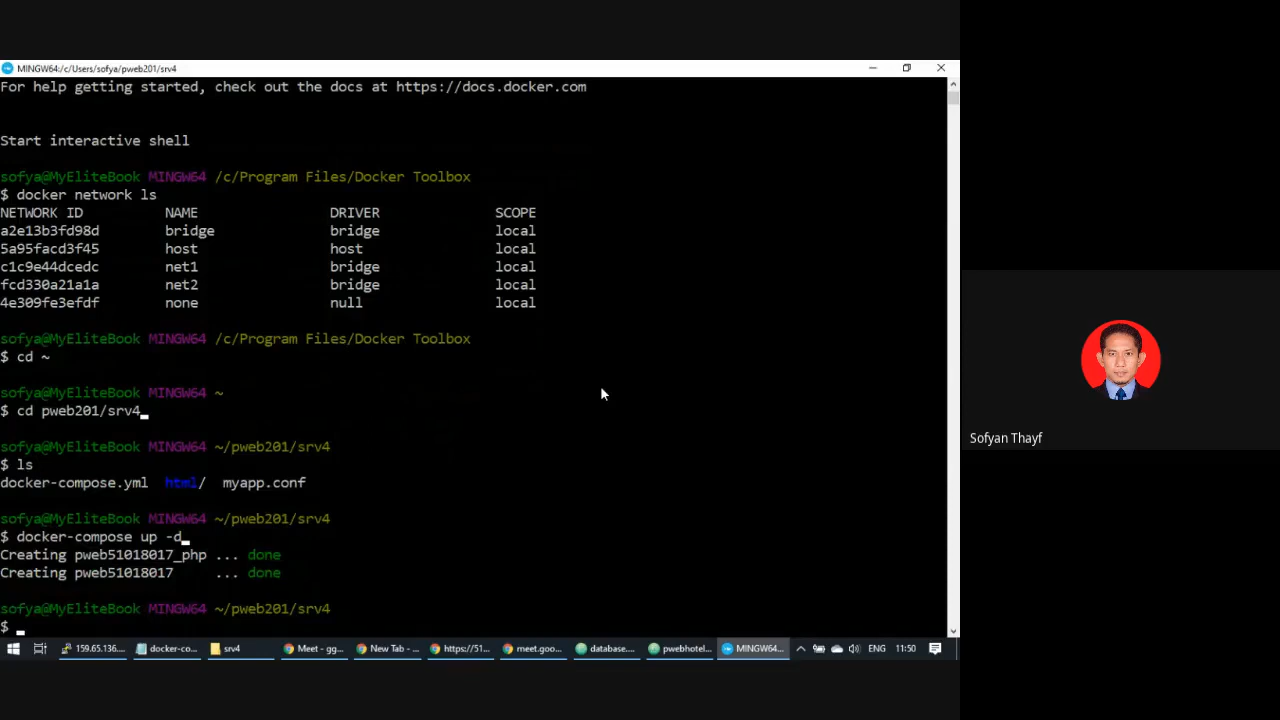 MINGW64:/c/Users/sofya/pweb201/srv4
For help getting started, check out the docs at https://docs.docker.com
Start interactive shell
sofya@MyEliteBook MINGW64 /c/Program Files/Docker Toolbox
$ docker network ls
NETWORK ID NAME DRIVER SCOPE
a2e13b3fd98d bridge bridge local
5a95facd3f45 host host local
c1c9e44dcedc net1 bridge local
fcd330a21a1a net2 bridge local
4e309fe3efdf none null local
sofya@MyEliteBook MINGW64 /c/Program Files/Docker Toolbox
$ cd ~
sofya@MyEliteBook MINGW64 ~
$ cd pweb201/srv4
sofya@MyEliteBook MINGW64 ~/pweb201/srv4
$ ls
docker-compose.yml html/ myapp.conf
sofya@MyEliteBook MINGW64 ~/pweb201/srv4
$ docker-compose up -d
Creating pweb51018017_php ... done
Creating pweb51018017 ... done
sofya@MyEliteBook MINGW64 ~/pweb201/srv4
$
Sofyan Thayf
159.65.136... docker-co... srv4 Meet - gg... New Tab - ... https://51... meet.goo... database.... pwebhotel... MINGW64... ENG 11:50